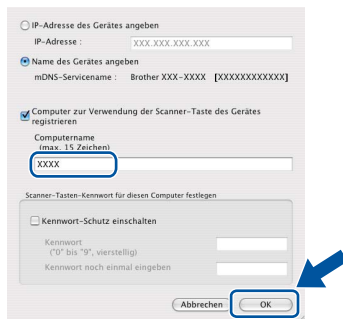 IP-Adresse des Gerätes angeben
IP-Adresse : XXX.XXX.XXX.XXX
Name des Gerätes angeben
mDNS-Servicename : Brother XXX-XXXX [XXXXXXXXXXXX]
Computer zur Verwendung der Scanner-Taste des Gerätes
registrieren
Computername
(max. 15 Zeichen)
XXXX
Scanner-Tasten-Kennwort für diesen Computer festlegen
Kennwort-Schutz einschalten
Kennwort
("0" bis "9", vierstellig)
Kennwort noch einmal eingeben
Abbrechen OK